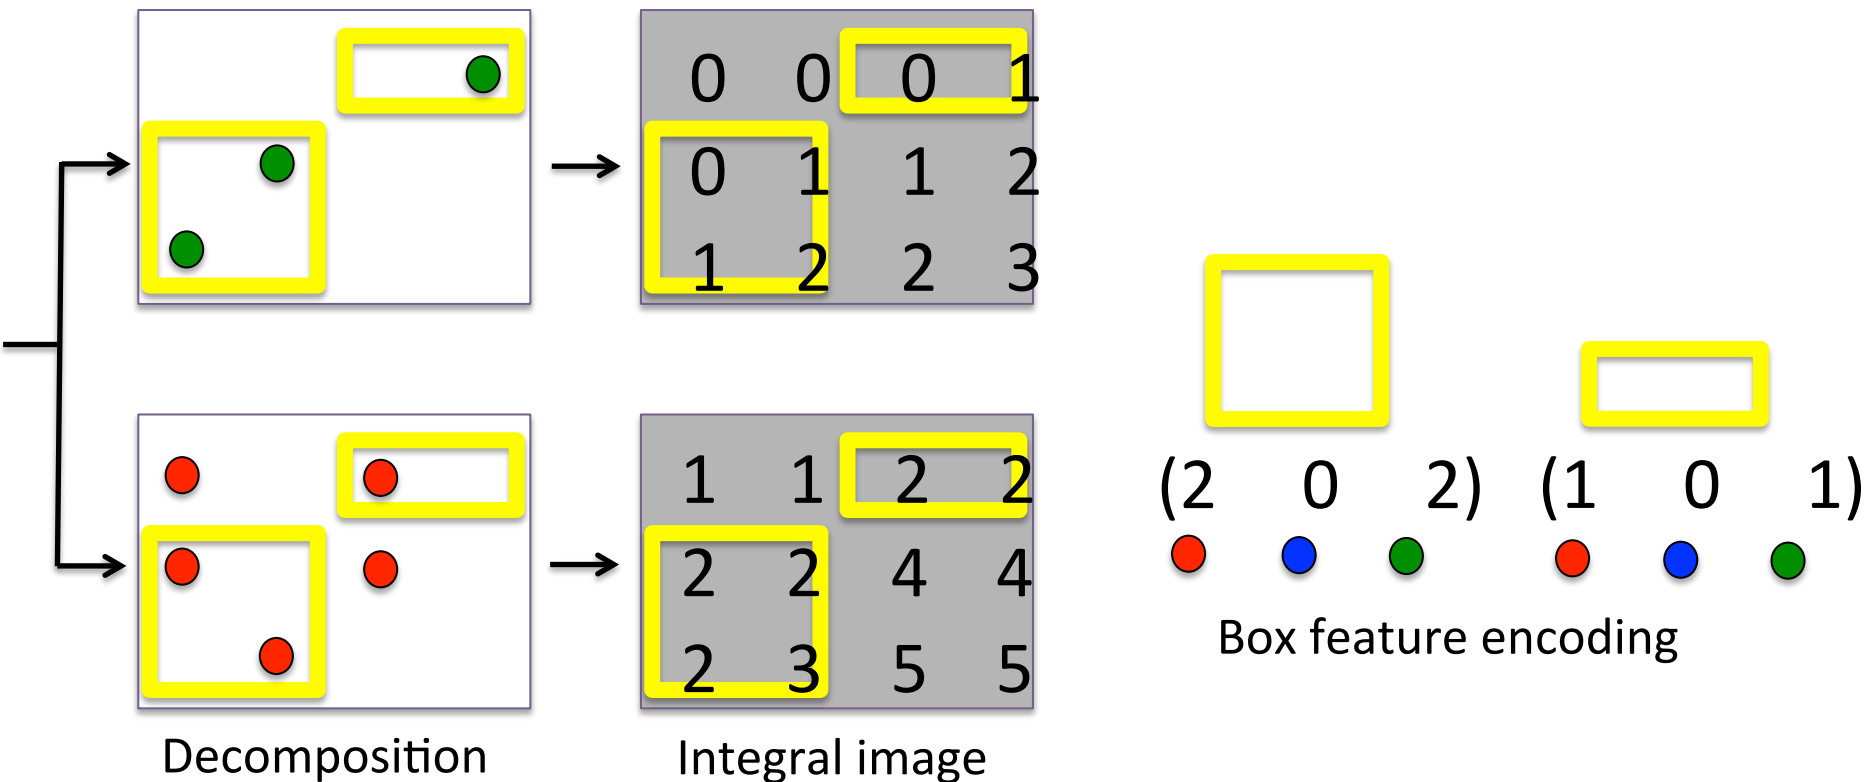 0 0 0 1
0 1 1 2
1 2 2 3
1 1 2 2
2 2 4 4
2 3 5 5
(2 0 2) (1 0 1)
Box feature encoding
Decomposition
Integral image